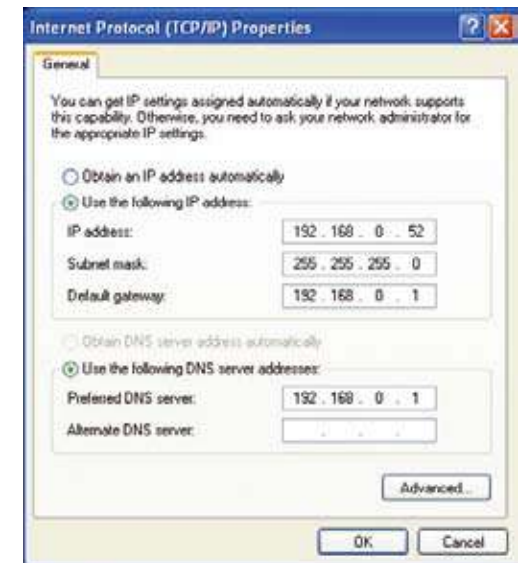 Internet Protocol (TCP/IP) Properties
General
You can get IP settings assigned automatically if your network supports
this capability. Otherwise, you need to ask your network administrator for
the appropriate IP settings.
Obtain an IP address automatically
Use the following IP address:
IP address: 192 . 168 . 0 . 52
Subnet mask: 255 . 255 . 255 . 0
Default gateway: 192 . 168 . 0 . 1
Obtain DNS server address automatically
Use the following DNS server addresses:
Preferred DNS server: 192 . 168 . 0 . 1
Alternate DNS server: . . .
Advanced...
OK Cancel